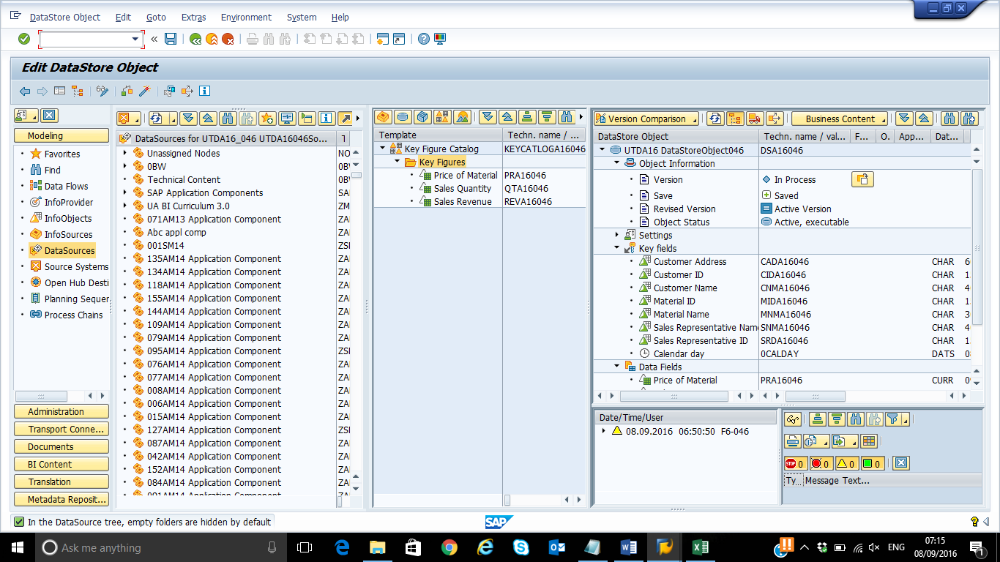 DataStore Object Edit Goto Extras Environment System Help
Edit DataStore Object
Modeling
Favorites
Find
Data Flows
InfoProvider
InfoObjects
InfoSources
DataSources
Source Systems
Open Hub Desti
Planning Sequer
Process Chains
Administration
Transport Conne...
Documents
BI Content
Translation
Metadata Reposit...
DataSources for UTDA16_046 UTDA16046So... T
Unassigned Nodes NO
0BW 0B
Technical Content 0B
SAP Application Components SA
UA BI Curriculum 3.0 ZM
071AM13 Application Component ZA
Abc appl comp ZA
001SM14 ZS
135AM14 Application Component ZA
134AM14 Application Component ZA
118AM14 Application Component ZA
155AM14 Application Component ZA
144AM14 Application Component ZA
109AM14 Application Component ZA
079AM14 Application Component ZA
095AM14 Application Component ZS
076AM14 Application Component ZA
077AM14 Application Component ZA
008AM14 Application Component ZA
006AM14 Application Component ZA
015AM14 Application Component ZA
127AM14 Application Component ZS
087AM14 Application Component ZA
042AM14 Application Component ZA
152AM14 Application Component ZA
084AM14 Application Component ZA
Template Techn. name / ...
Key Figure Catalog KEYCATLOGA16046
Key Figures
Price of Material PRA16046
Sales Quantity QTA16046
Sales Revenue REVA16046
Version Comparison Business Content
DataStore Object Techn. name / val... F... O. App... Dat...
UTDA16 DataStoreObject046 DSA16046
Object Information
Version In Process
Save Saved
Revised Version Active Version
Object Status Active, executable
Settings
Key fields
Customer Address CADA16046 CHAR 6
Customer ID CIDA16046 CHAR 1
Customer Name CNMA16046 CHAR 4
Material ID MIDA16046 CHAR 1
Material Name MNMA16046 CHAR 3
Sales Representative Name SNMA16046 CHAR 4
Sales Representative ID SRDA16046 CHAR 1
Calendar day 0CALDAY DATS 0
Data Fields
Price of Material PRA16046 CURR 0
Date/Time/User
08.09.2016 06:50:50 F6-046
STOP 0 0 0 0
Ty... Message Text...
In the DataSource tree, empty folders are hidden by default
SAP
Ask me anything
ENG
07:15
08/09/2016
1